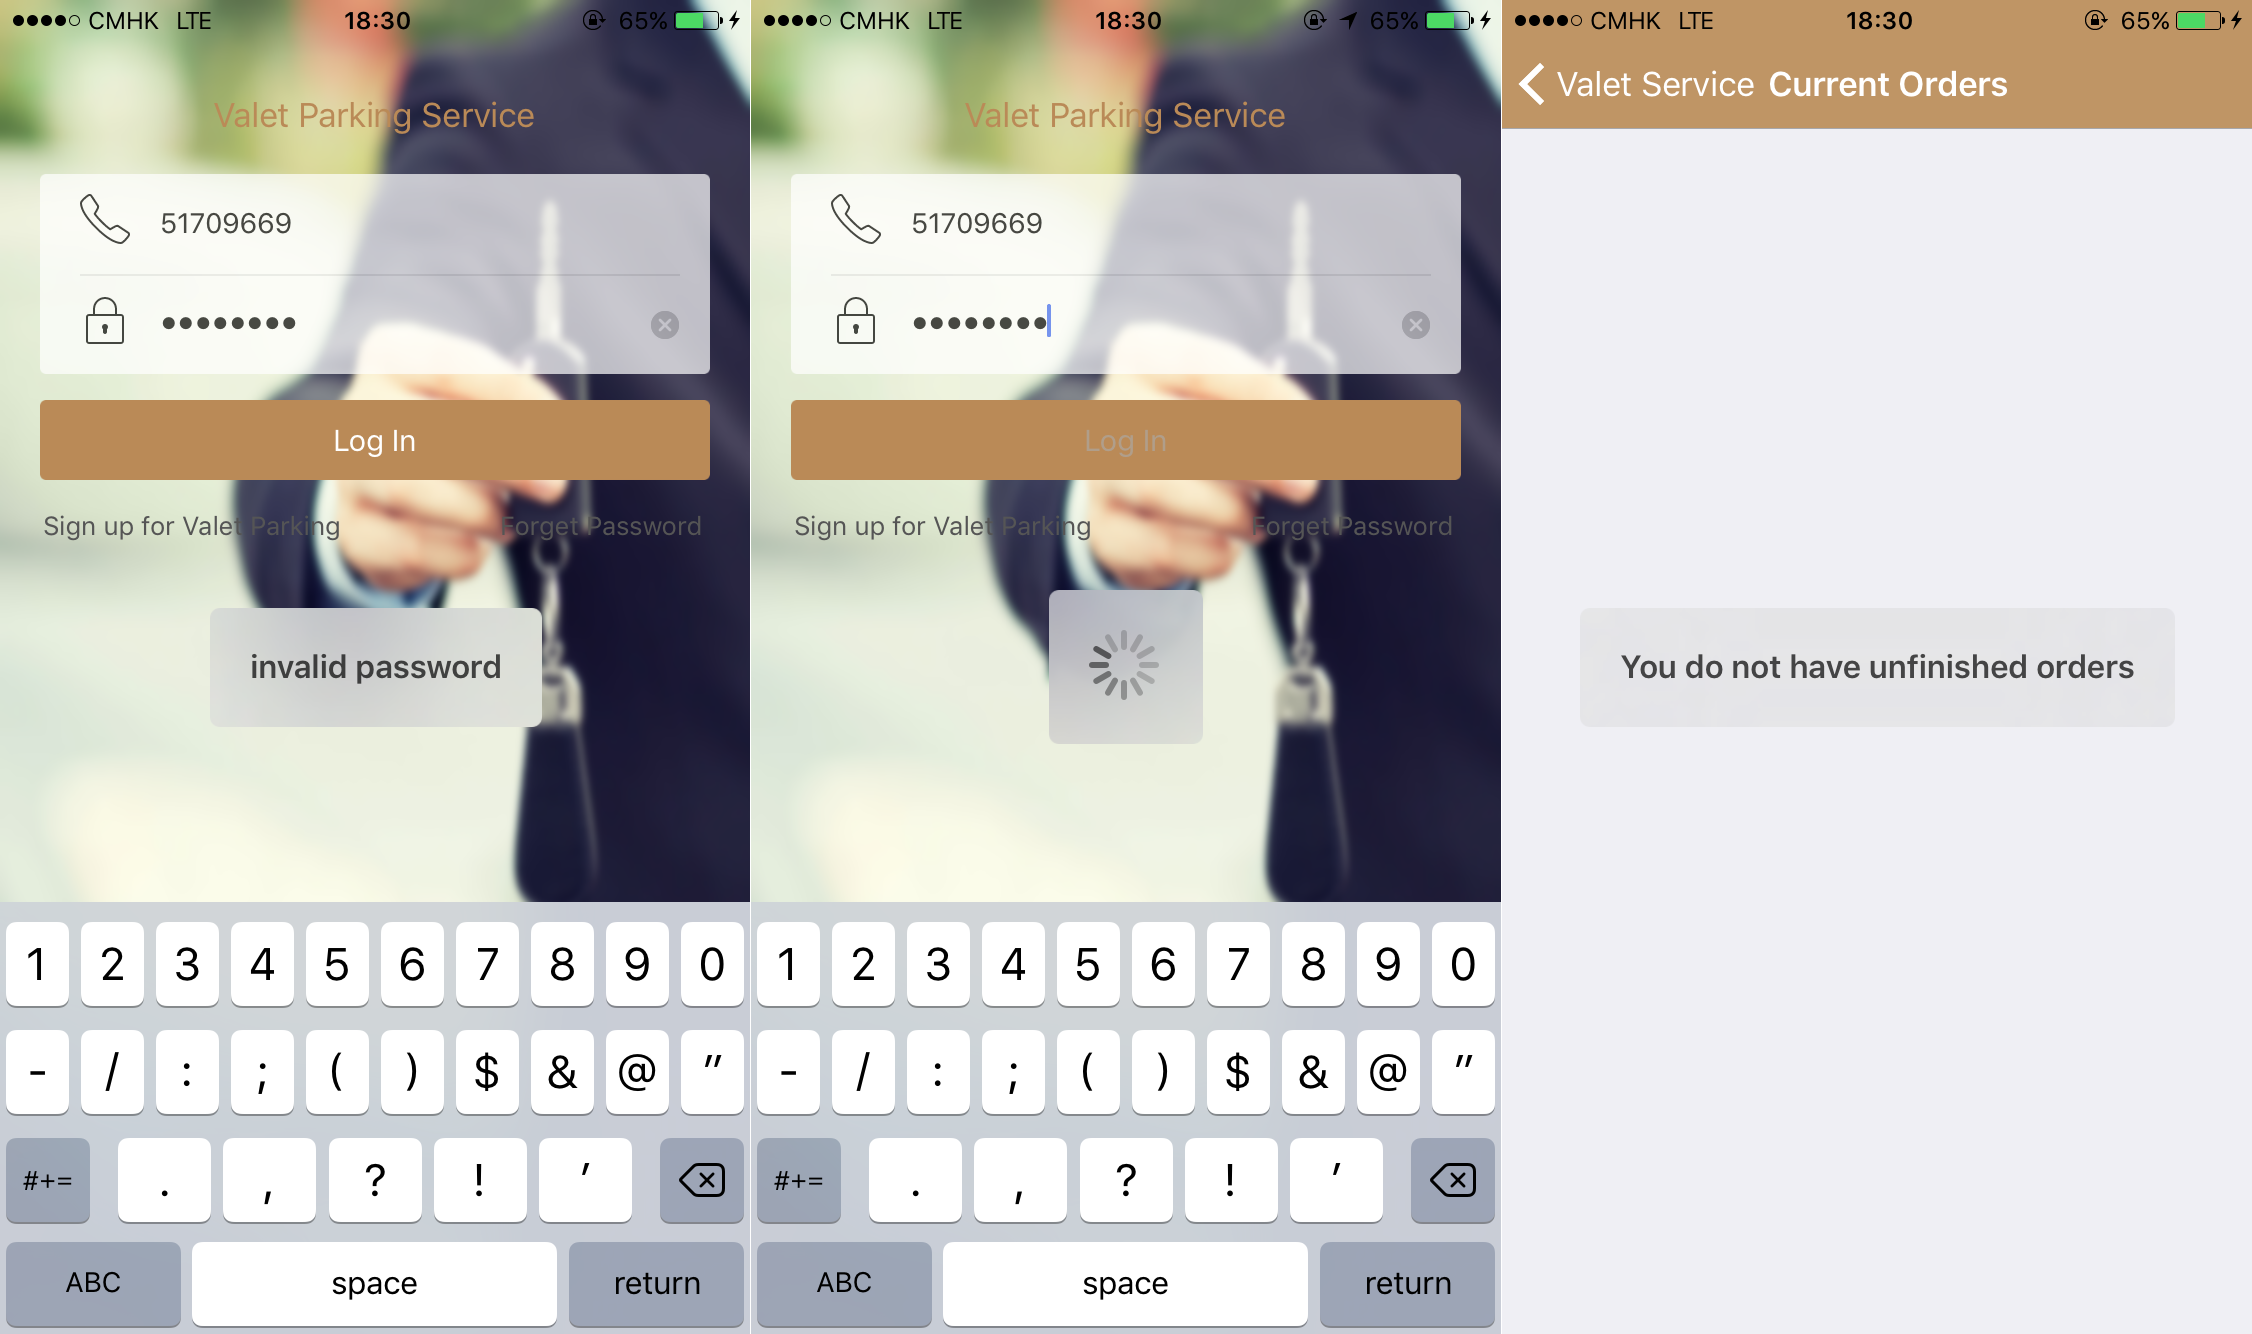 CMHK LTE 18:30 65%
Valet Parking Service
51709669
••••••••
Log In
Sign up for Valet Parking Forget Password
invalid password
1 2 3 4 5 6 7 8 9 0
- / : ; ( ) $ & @ "
#+= . , ? ! '
ABC space return
CMHK LTE 18:30 65%
Valet Parking Service
51709669
••••••••
Log In
Sign up for Valet Parking Forget Password
1 2 3 4 5 6 7 8 9 0
- / : ; ( ) $ & @ "
#+= . , ? ! '
ABC space return
CMHK LTE 18:30 65%
Valet Service Current Orders
You do not have unfinished orders